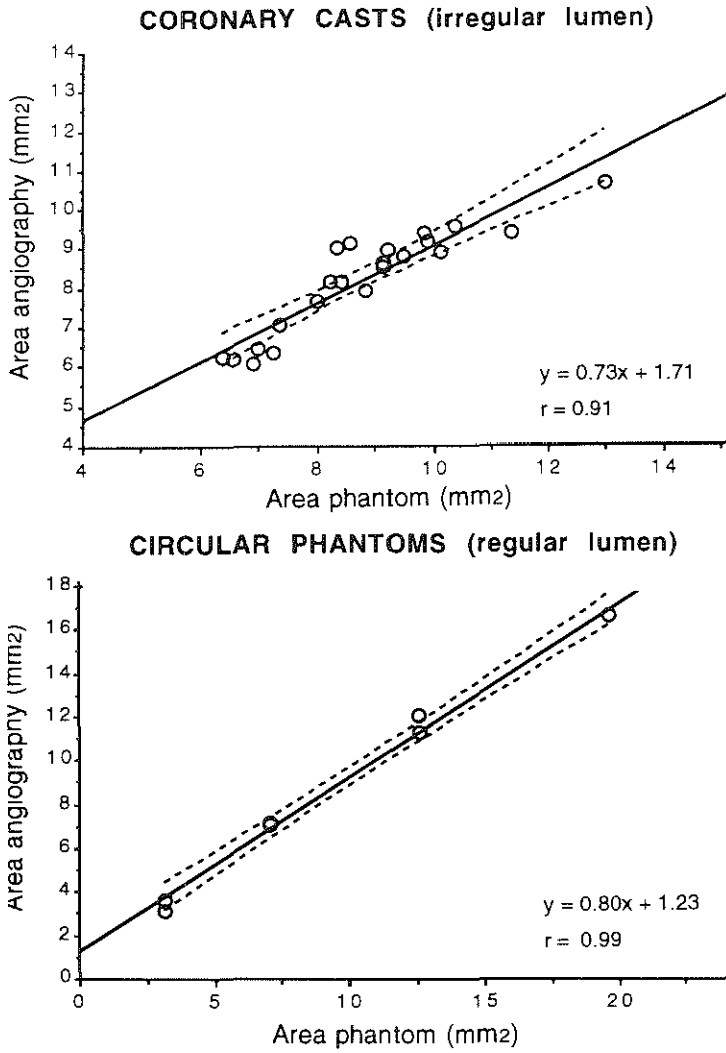 CORONARY CASTS (irregular lumen)
14
13
12
11
10
9
8
7
6
5
4
Area angiography (mm2)
y = 0.73x + 1.71
r = 0.91
4 6 8 10 12 14
Area phantom (mm2)
CIRCULAR PHANTOMS (regular lumen)
18
16
14
12
10
8
6
4
2
0
Area angiography (mm2)
y = 0.80x + 1.23
r = 0.99
0 5 10 15 20
Area phantom (mm2)